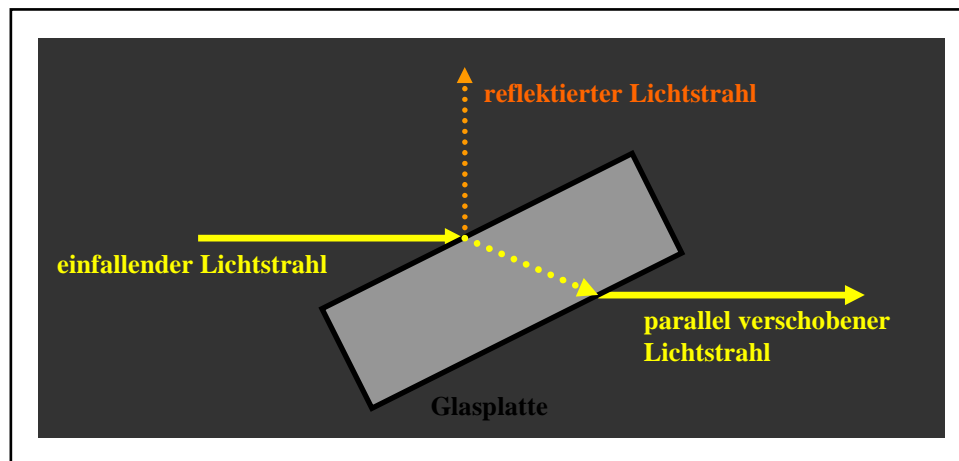 reflektierter Lichtstrahl
einfallender Lichtstrahl
parallel verschobener
Lichtstrahl
Glasplatte